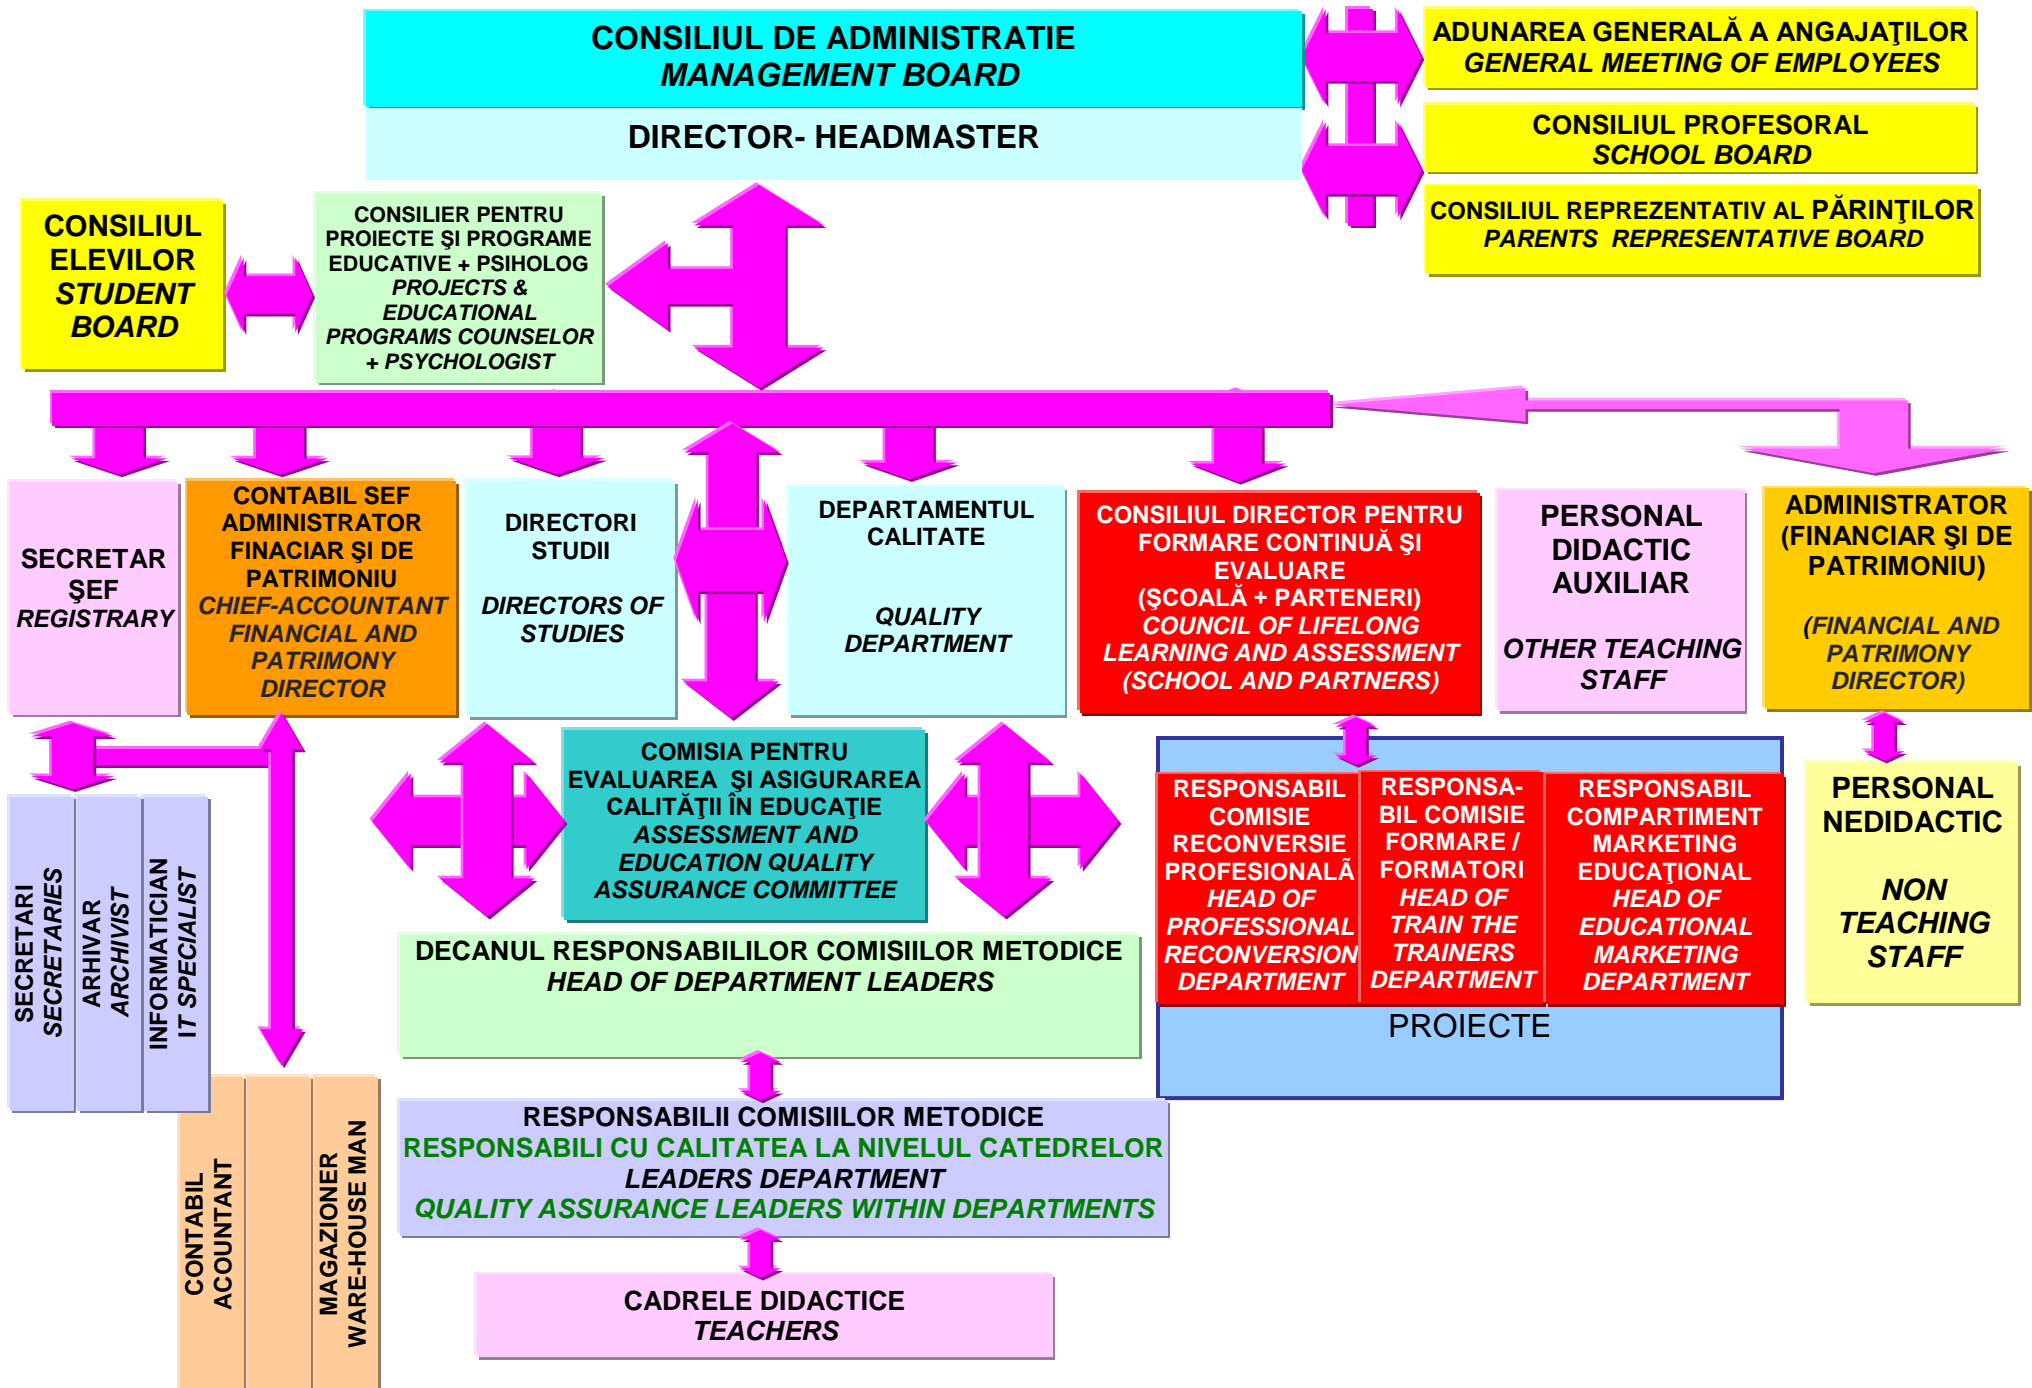 CONSILIUL DE ADMINISTRATIE
MANAGEMENT BOARD
DIRECTOR- HEADMASTER
ADUNAREA GENERALĂ A ANGAJAŢILOR
GENERAL MEETING OF EMPLOYEES
CONSILIUL PROFESORAL
SCHOOL BOARD
CONSILIUL REPREZENTATIV AL PĂRINŢILOR
PARENTS REPRESENTATIVE BOARD
CONSILIUL
ELEVILOR
STUDENT
BOARD
CONSILIER PENTRU
PROIECTE ŞI PROGRAME
EDUCATIVE + PSIHOLOG
PROJECTS &
EDUCATIONAL
PROGRAMS COUNSELOR
+ PSYCHOLOGIST
SECRETAR
ŞEF
REGISTRARY
CONTABIL SEF
ADMINISTRATOR
FINACIAR ŞI DE
PATRIMONIU
CHIEF-ACCOUNTANT
FINANCIAL AND
PATRIMONY
DIRECTOR
DIRECTORI
STUDII
DIRECTORS OF
STUDIES
DEPARTAMENTUL
CALITATE
QUALITY
DEPARTMENT
CONSILIUL DIRECTOR PENTRU
FORMARE CONTINUĂ ŞI
EVALUARE
(ŞCOALĂ + PARTENERI)
COUNCIL OF LIFELONG
LEARNING AND ASSESSMENT
(SCHOOL AND PARTNERS)
PERSONAL
DIDACTIC
AUXILIAR
OTHER TEACHING
STAFF
ADMINISTRATOR
(FINANCIAR ŞI DE
PATRIMONIU)
(FINANCIAL AND
PATRIMONY
DIRECTOR)
COMISIA PENTRU
EVALUAREA ŞI ASIGURAREA
CALITĂŢII ÎN EDUCAŢIE
ASSESSMENT AND
EDUCATION QUALITY
ASSURANCE COMMITTEE
RESPONSABIL
COMISIE
RECONVERSIE
PROFESIONALÃ
HEAD OF
PROFESSIONAL
RECONVERSION
DEPARTMENT
RESPONSA-
BIL COMISIE
FORMARE /
FORMATORI
HEAD OF
TRAIN THE
TRAINERS
DEPARTMENT
RESPONSABIL
COMPARTIMENT
MARKETING
EDUCAŢIONAL
HEAD OF
EDUCATIONAL
MARKETING
DEPARTMENT
PROIECTE
PERSONAL
NEDIDACTIC
NON
TEACHING
STAFF
SECRETARI
SECRETARIES
ARHIVAR
ARCHIVIST
INFORMATICIAN
IT SPECIALIST
DECANUL RESPONSABILILOR COMISIILOR METODICE
HEAD OF DEPARTMENT LEADERS
CONTABIL
ACOUNTANT
MAGAZIONER
WARE-HOUSE MAN
RESPONSABILII COMISIILOR METODICE
RESPONSABILI CU CALITATEA LA NIVELUL CATEDRELOR
LEADERS DEPARTMENT
QUALITY ASSURANCE LEADERS WITHIN DEPARTMENTS
CADRELE DIDACTICE
TEACHERS